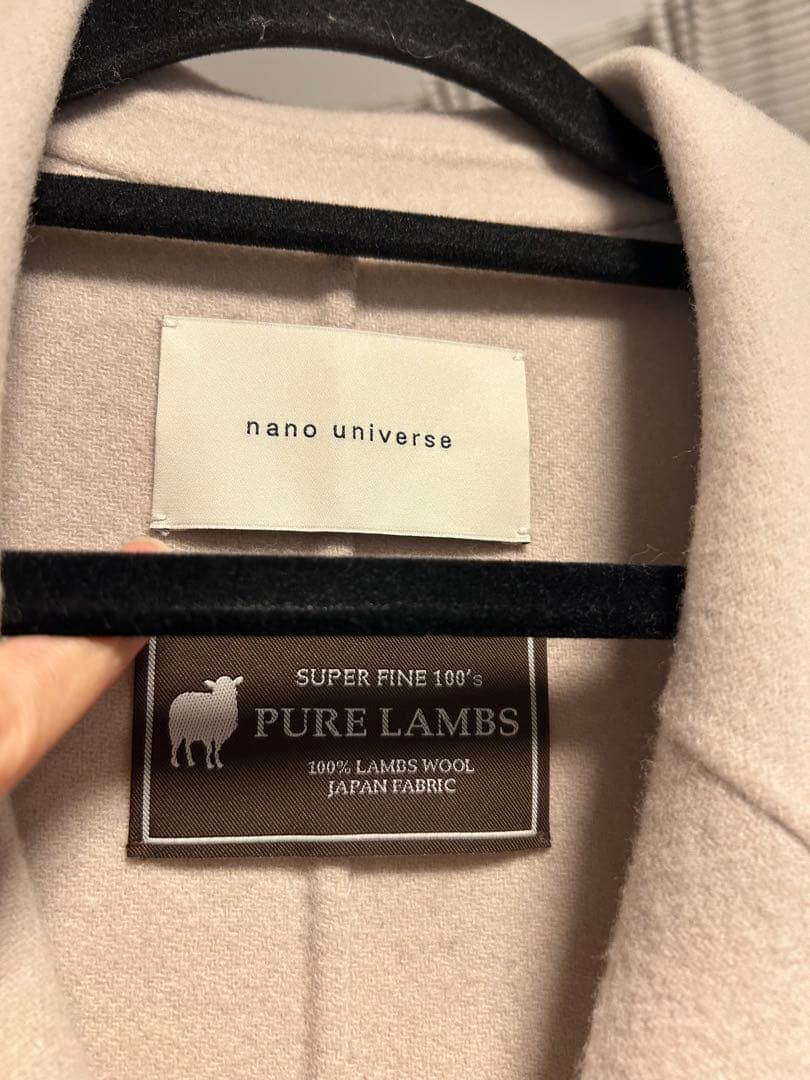 nano universe
SUPER FINE 100's
PURE LAMBS
100% LAMBS WOOL
JAPAN FABRIC